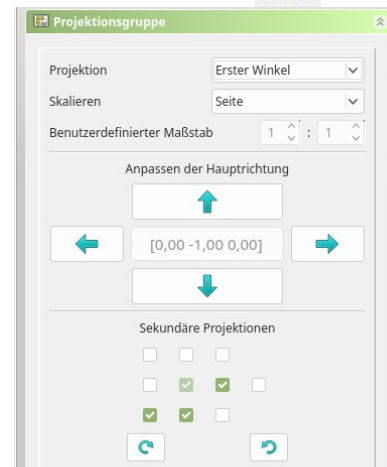 Projektionsgruppe
Projektion Erster Winkel
Skalieren Seite
Benutzerdefinierter Maßstab 1 : 1
Anpassen der Hauptrichtung
[0,00 -1,00 0,00]
Sekundäre Projektionen